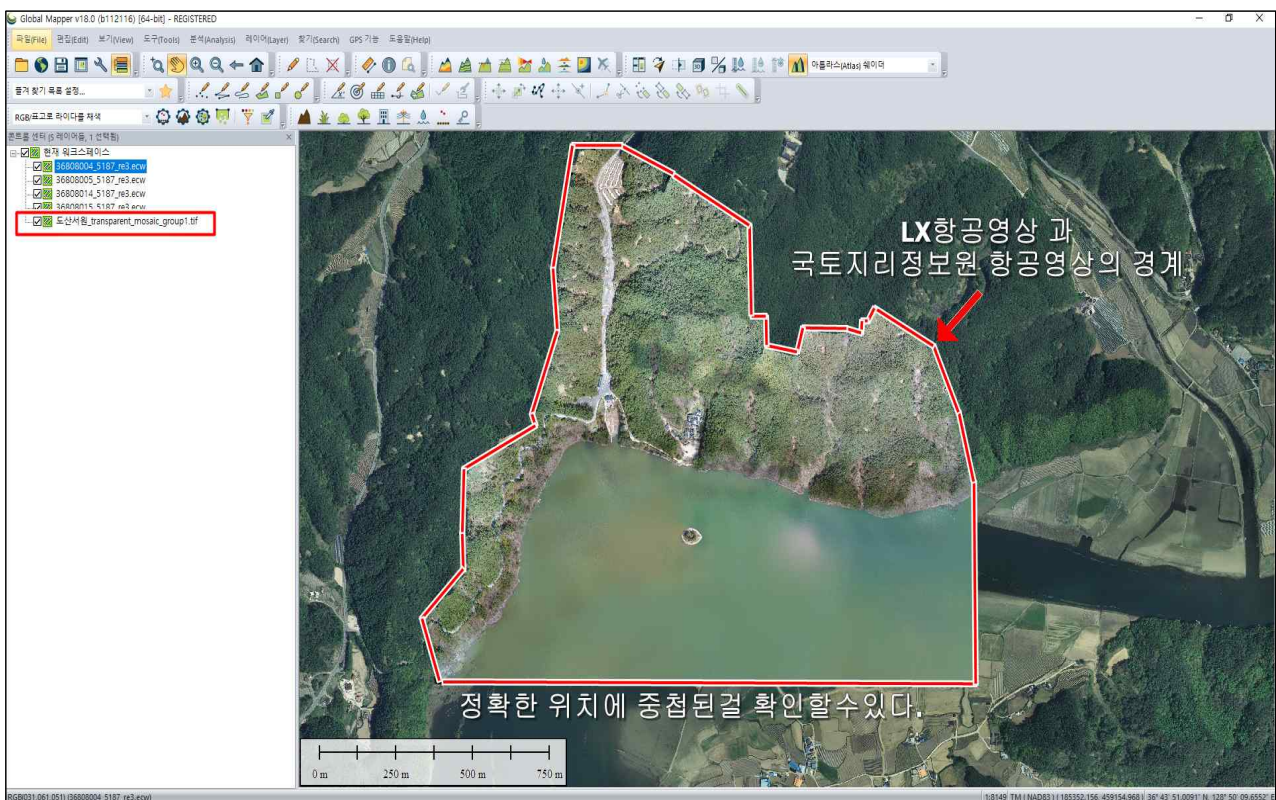 Global Mapper v18.0 (b112116) [64-bit] - REGISTERED
파일(File) 편집(Edit) 보기(View) 도구(Tools) 분석(Analysis) 레이어(Layer) 찾기(Search) GPS 기능 도움말(Help)
아틀라스(Atlas) 쉐이더
즐겨 찾기 목록 설정...
RGB/표고로 라이다를 채색
콘트롤 센터 (5 레이어들, 1 선택됨)
현재 워크스페이스
36808004_5187_re3.ecw
36808005_5187_re3.ecw
36808014_5187_re3.ecw
36808015_5187_re3.ecw
도산서원_transparent_mosaic_group1.tif
LX항공영상 과
국토지리정보원 항공영상의 경계
정확한 위치에 중첩된걸 확인할수있다.
0 m 250 m 500 m 750 m
RGB(031,061,051) (36808004_5187_re3.ecw)
1:8149 TM ( NAD83 ) ( 185352.156, 459154.968 ) 36° 43' 51.0091" N, 128° 50' 09.6552" E